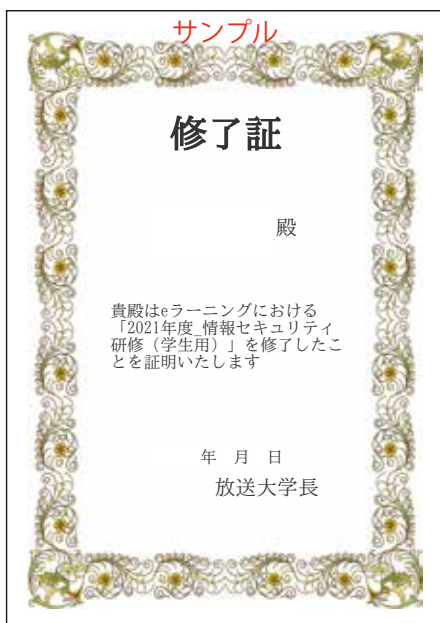 サンプル
修了証
殿
貴殿はeラーニングにおける
「2021年度_情報セキュリティ
研修（学生用）」を修了したこ
とを証明いたします
年 月 日
放送大学長